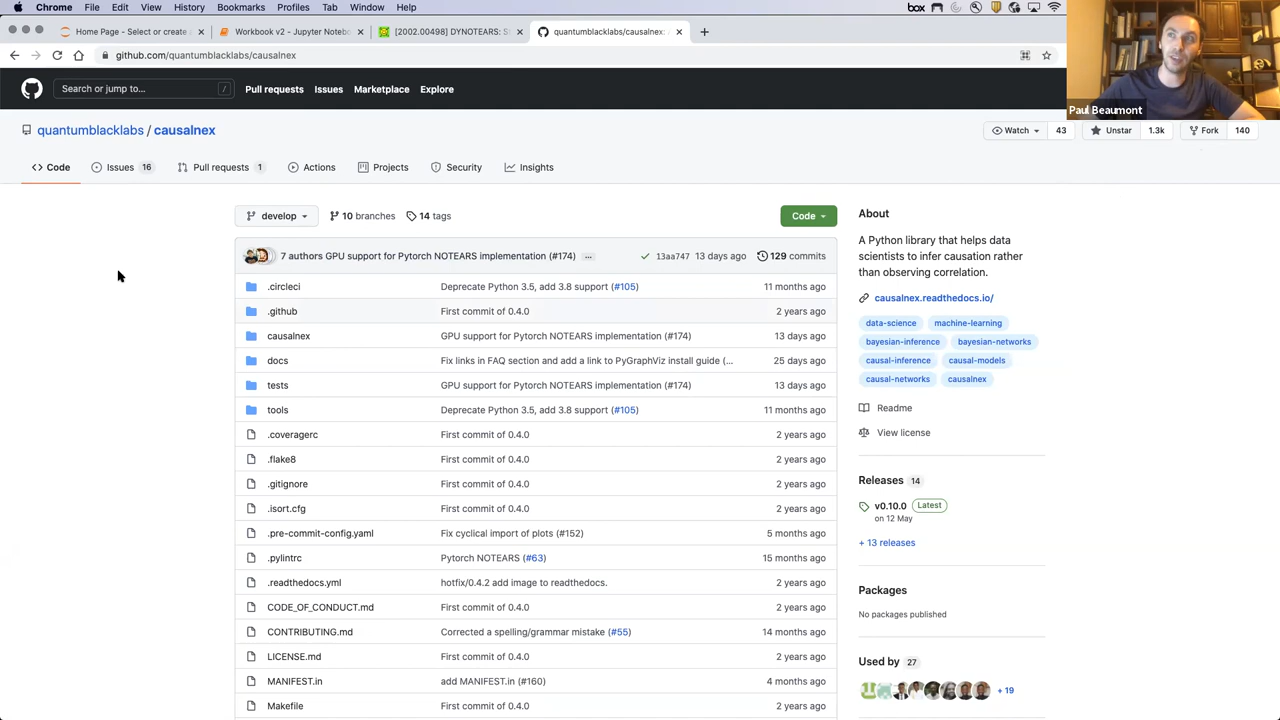 Chrome File Edit View History Bookmarks Profiles Tab Window Help
box
Home Page - Select or create a
Workbook v2 - Jupyter Notebo
[2002.00498] DYNOTEARS: S
quantumblacklabs/causalnex:
github.com/quantumblacklabs/causalnex
Paul Beaumont
Search or jump to... /
Pull requests Issues Marketplace Explore
quantumblacklabs / causalnex
Watch 43 Unstar 1.3k Fork 140
Code Issues 16 Pull requests 1 Actions Projects Security Insights
develop 10 branches 14 tags Code
7 authors GPU support for Pytorch NOTEARS implementation (#174) ... 13aa747 13 days ago 129 commits
.circleci Deprecate Python 3.5, add 3.8 support (#105) 11 months ago
.github First commit of 0.4.0 2 years ago
causalnex GPU support for Pytorch NOTEARS implementation (#174) 13 days ago
docs Fix links in FAQ section and add a link to PyGraphViz install guide (... 25 days ago
tests GPU support for Pytorch NOTEARS implementation (#174) 13 days ago
tools Deprecate Python 3.5, add 3.8 support (#105) 11 months ago
.coveragerc First commit of 0.4.0 2 years ago
.flake8 First commit of 0.4.0 2 years ago
.gitignore First commit of 0.4.0 2 years ago
.isort.cfg First commit of 0.4.0 2 years ago
.pre-commit-config.yaml Fix cyclical import of plots (#152) 5 months ago
.pylintrc Pytorch NOTEARS (#63) 15 months ago
.readthedocs.yml hotfix/0.4.2 add image to readthedocs. 2 years ago
CODE_OF_CONDUCT.md First commit of 0.4.0 2 years ago
CONTRIBUTING.md Corrected a spelling/grammar mistake (#55) 14 months ago
LICENSE.md First commit of 0.4.0 2 years ago
MANIFEST.in add MANIFEST.in (#160) 4 months ago
Makefile First commit of 0.4.0 2 years ago
About
A Python library that helps data
scientists to infer causation rather
than observing correlation.
causalnex.readthedocs.io/
data-science machine-learning
bayesian-inference bayesian-networks
causal-inference causal-models
causal-networks causalnex
Readme
View license
Releases 14
v0.10.0 Latest
on 12 May
+ 13 releases
Packages
No packages published
Used by 27
+ 19